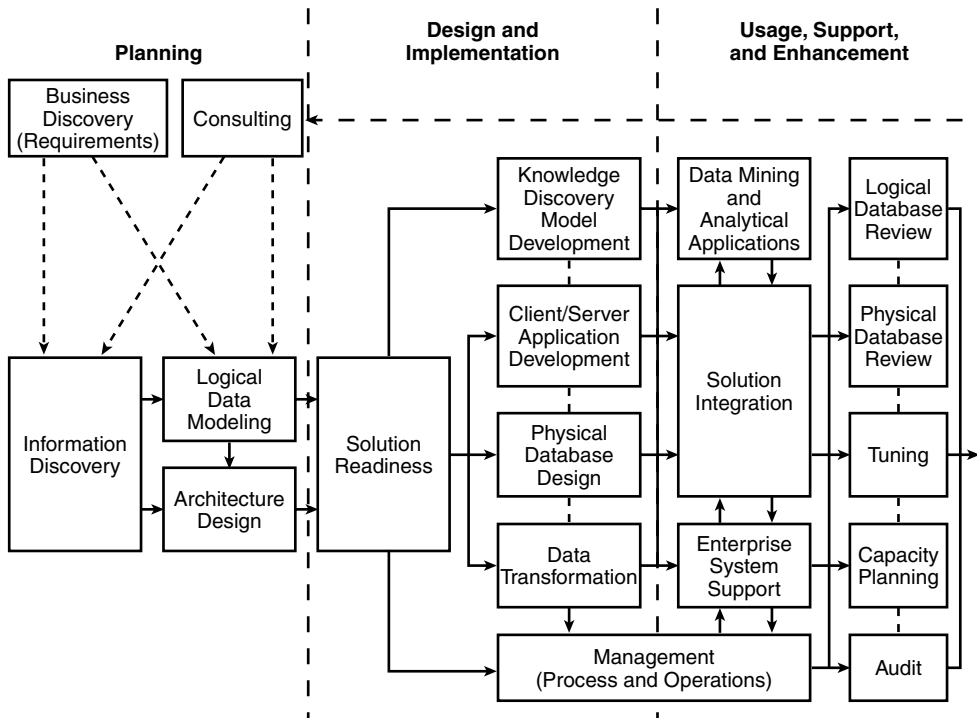 Planning
Design and
Implementation
Usage, Support,
and Enhancement
Business
Discovery
(Requirements)
Consulting
Information
Discovery
Logical
Data
Modeling
Architecture
Design
Solution
Readiness
Knowledge
Discovery
Model
Development
Client/Server
Application
Development
Physical
Database
Design
Data
Transformation
Management
(Process and Operations)
Data Mining
and
Analytical
Applications
Solution
Integration
Enterprise
System
Support
Logical
Database
Review
Physical
Database
Review
Tuning
Capacity
Planning
Audit